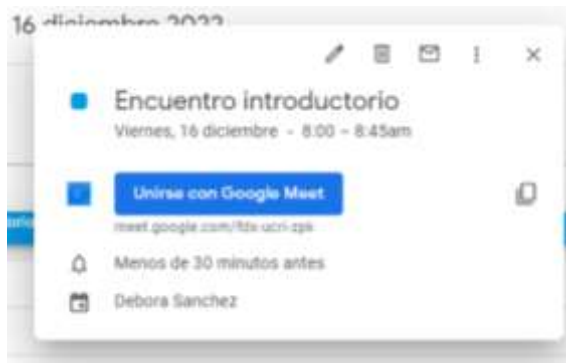 16 diciembre 2022
Encuentro introductorio
Viernes, 16 diciembre - 8:00 – 8:45am
Unirse con Google Meet
meet.google.com/fdx-ucri-zpk
Menos de 30 minutos antes
Debora Sanchez